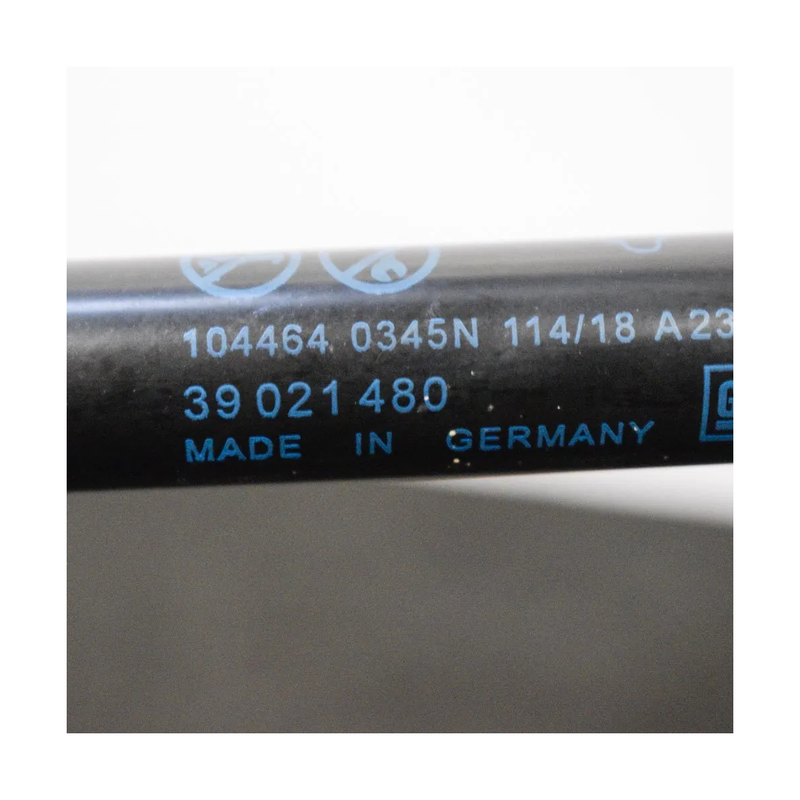 104464 0345N 114/18 A23
39 021 480
MADE IN GERMANY